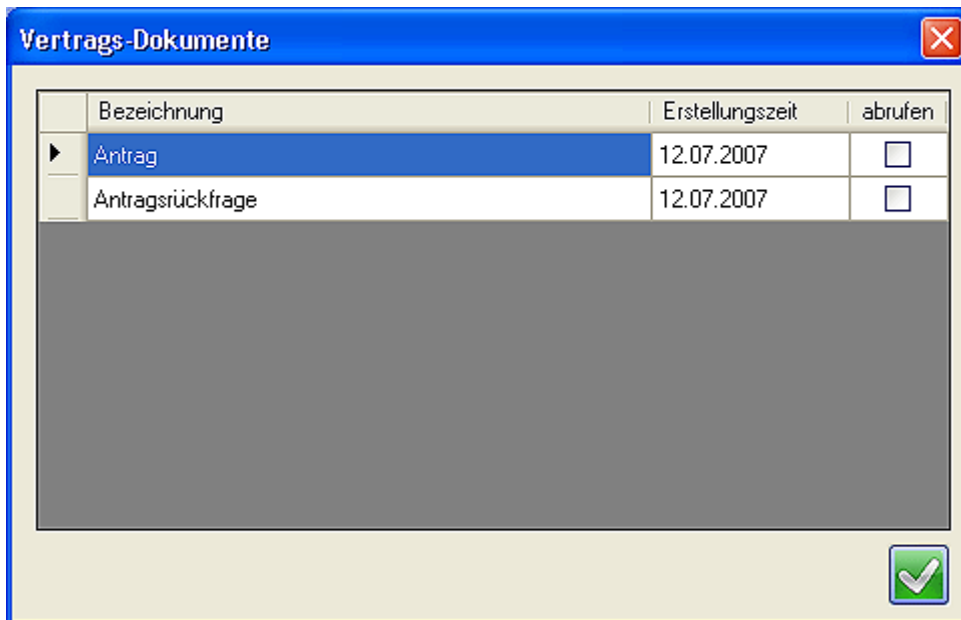 Vertrags-Dokumente
Bezeichnung Erstellungszeit abrufen
Antrag 12.07.2007
Antragsrückfrage 12.07.2007